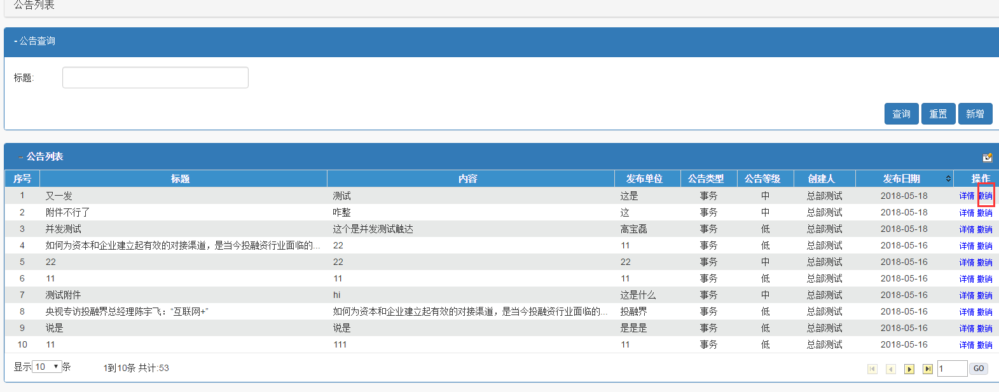 公告列表
- 公告查询
标题:
查询 重置 新增
- 公告列表
序号 标题 内容 发布单位 公告类型 公告等级 创建人 发布日期 操作
1 又一发 测试 这是 事务 中 总部测试 2018-05-18 详情 撤销
2 附件不行了 咋整 这 事务 中 总部测试 2018-05-18 详情 撤销
3 并发测试 这个是并发测试触达 高宝磊 事务 低 总部测试 2018-05-18 详情 撤销
4 如何为资本和企业建立起有效的对接渠道，是当今投融资行业面临的... 22 11 事务 低 总部测试 2018-05-16 详情 撤销
5 22 22 22 事务 中 总部测试 2018-05-16 详情 撤销
6 11 11 11 事务 低 总部测试 2018-05-16 详情 撤销
7 测试附件 hi 这是什么 事务 中 总部测试 2018-05-16 详情 撤销
8 央视专访投融界总经理陈宇飞：“互联网+” 如何为资本和企业建立起有效的对接渠道，是当今投融资行业面临的... 投融界 事务 低 总部测试 2018-05-16 详情 撤销
9 说是 说是 是是是 事务 低 总部测试 2018-05-16 详情 撤销
10 11 111 11 事务 低 总部测试 2018-05-16 详情 撤销
显示 10 条 1到10条 共计:53 1 GO